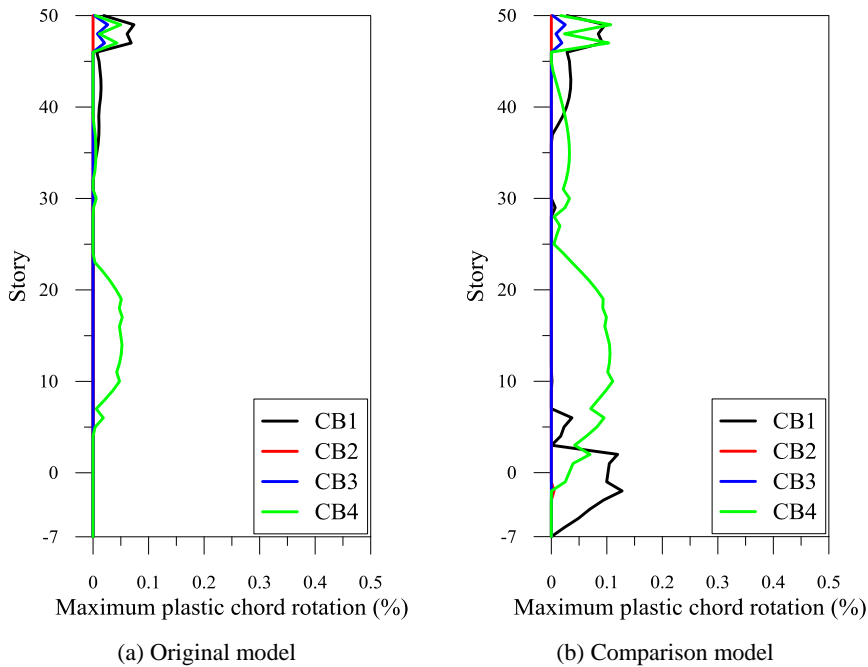 50
40
30
20
10
0
-7
Story
CB1
CB2
CB3
CB4
0 0.1 0.2 0.3 0.4 0.5
Maximum plastic chord rotation (%)
(a) Original model
50
40
30
20
10
0
-7
Story
CB1
CB2
CB3
CB4
0 0.1 0.2 0.3 0.4 0.5
Maximum plastic chord rotation (%)
(b) Comparison model